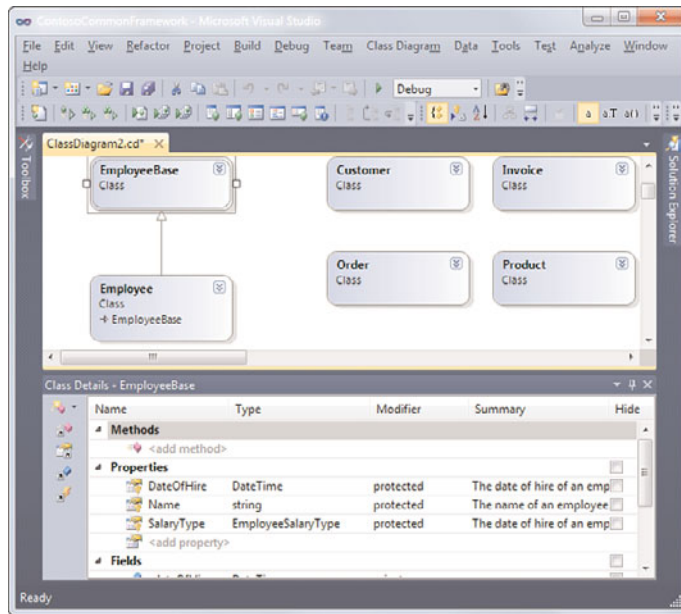 ContosoCommonFramework - Microsoft Visual Studio
File Edit View Refactor Project Build Debug Team Class Diagram Data Tools Test Analyze Window
Help
Debug
a aT a()
ClassDiagram2.cd* ×
Toolbox
Solution Explorer
EmployeeBase
Class
Customer
Class
Invoice
Class
Employee
Class
EmployeeBase
Order
Class
Product
Class
Class Details - EmployeeBase
Name Type Modifier Summary Hide
Methods
<add method>
Properties
DateOfHire DateTime protected The date of hire of an emp
Name string protected The name of an employee
SalaryType EmployeeSalaryType protected The date of hire of an emp
<add property>
Fields
Ready